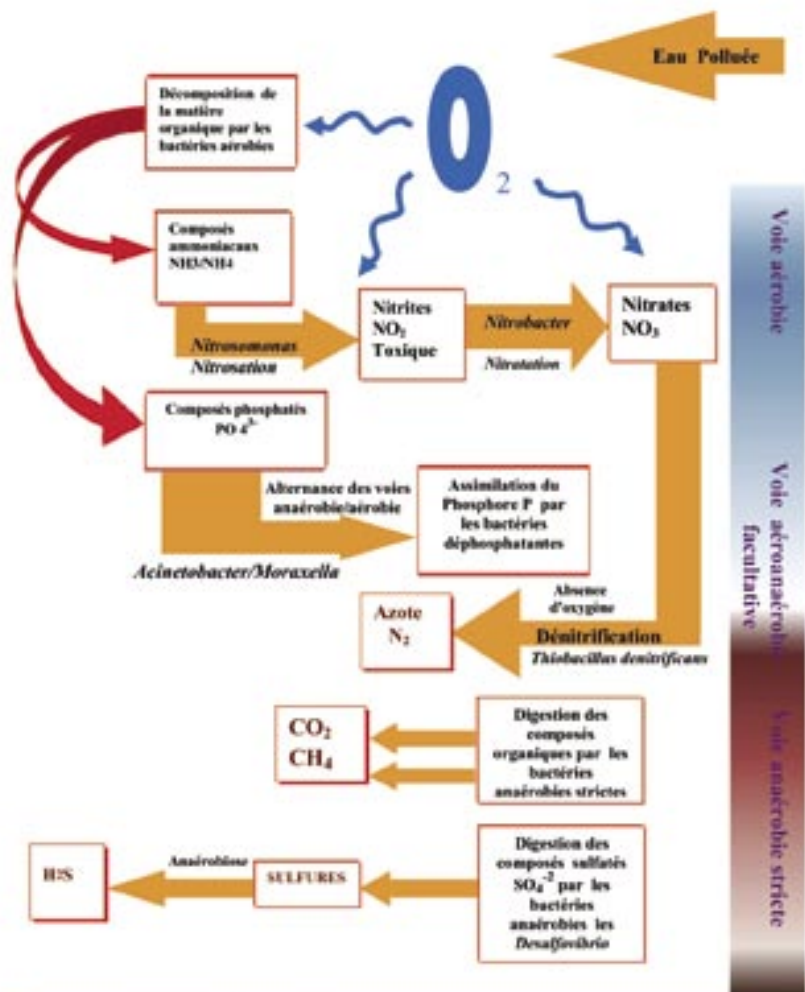 Eau Polluée
Décomposition de
la matière
organique par les
bactéries aérobies
O
2
Composés
ammoniacaux
NH3/NH4
Nitrosomonas
Nitrosation
Nitrites
NO₂
Toxique
Nitrobacter
Nitratation
Nitrates
NO₃
Voie aérobie
Composés phosphatés
PO 4³⁻
Alternance des voies
anaérobie/aérobie
Acinetobacter/Moraxella
Assimilation du
Phosphore P par
les bactéries
déphosphatantes
Voie aéroanaérobie
facultative
Absence
d'oxygène
Dénitrification
Thiobacillus denitrificans
Azote
N₂
CO₂
CH₄
Digestion des
composés
organiques par les
bactéries
anaérobies strictes
Voie anaérobie stricte
H2S
Anaérobiose
SULFURES
Digestion des
composés sulfatés
SO₄⁻² par les
bactéries
anaérobies les
Desulfovibrio